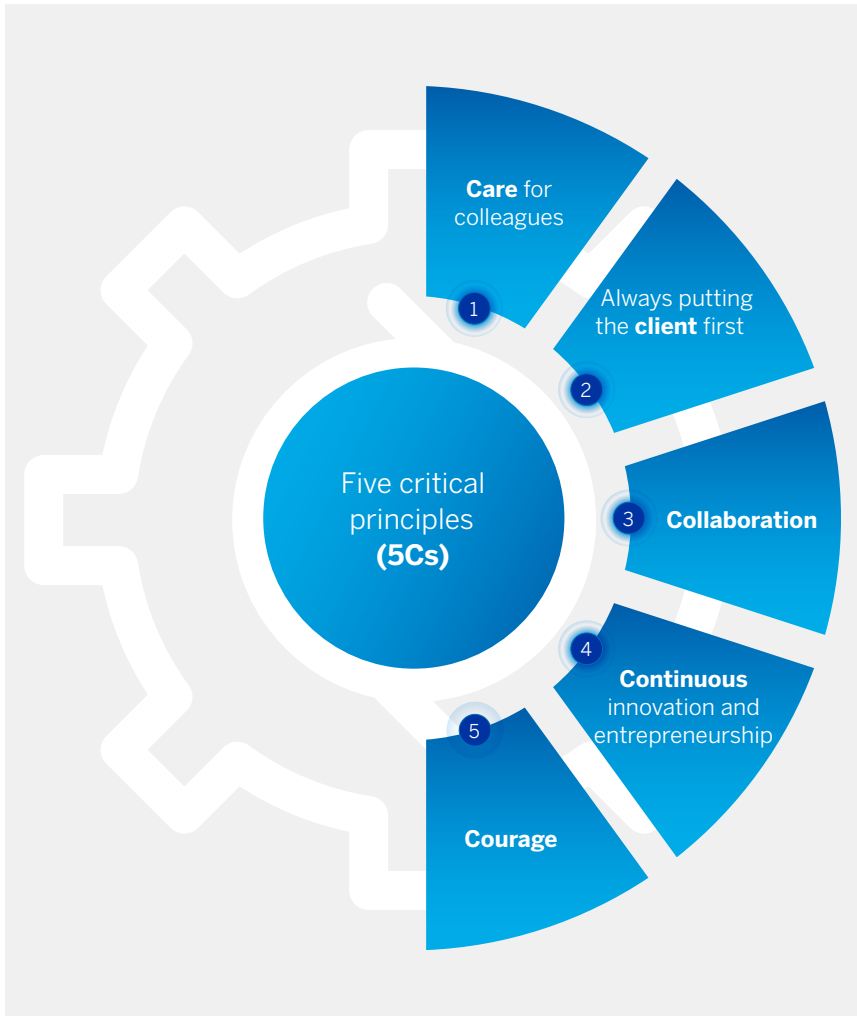 Care for
colleagues
1
Always putting
the client first
2
Five critical
principles
(5Cs)
3
Collaboration
4
Continuous
innovation and
entrepreneurship
5
Courage